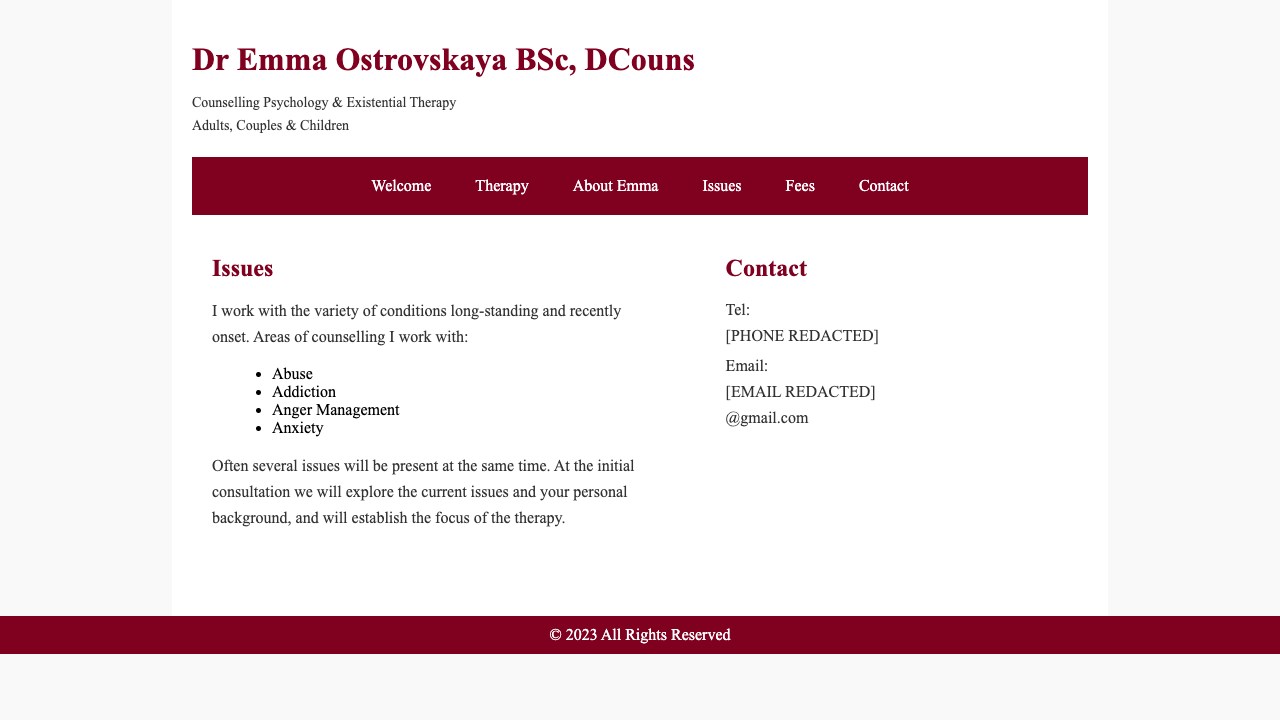 Dr Emma Ostrovskaya BSc, DCouns
Counselling Psychology & Existential Therapy
Adults, Couples & Children
Welcome Therapy About Emma Issues Fees Contact
Issues
I work with the variety of conditions long-standing and recently
onset. Areas of counselling I work with:
• Abuse
• Addiction
• Anger Management
• Anxiety
Often several issues will be present at the same time. At the initial
consultation we will explore the current issues and your personal
background, and will establish the focus of the therapy.
Contact
Tel:
[PHONE REDACTED]
Email:
[EMAIL REDACTED]
@gmail.com
© 2023 All Rights Reserved